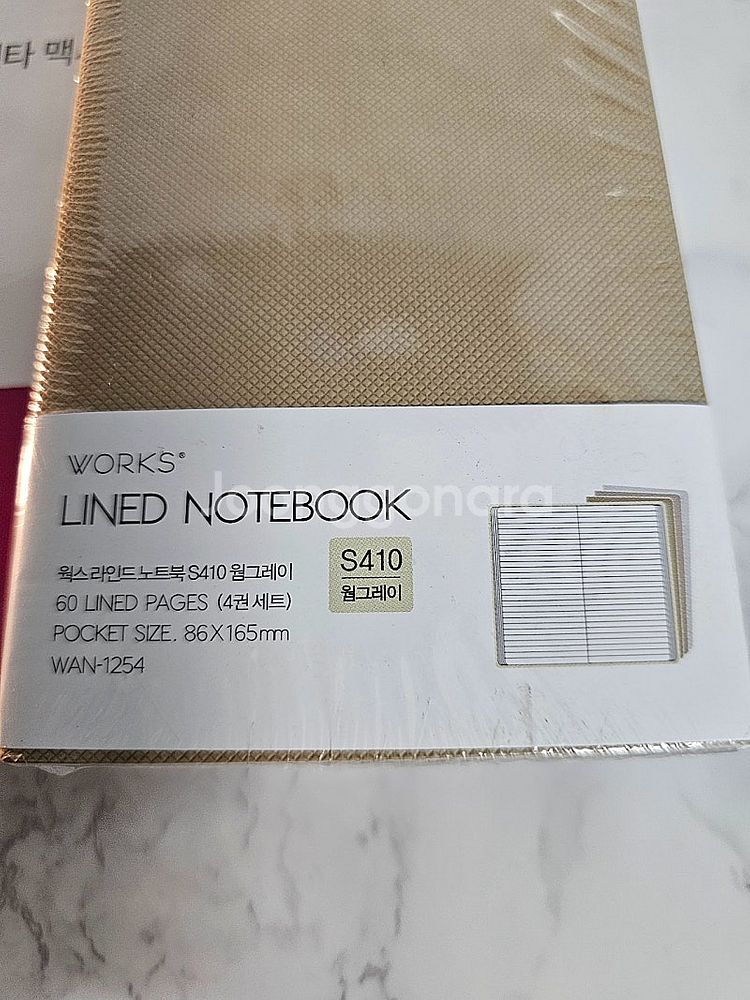 타 맥
WORKS®
LINED NOTEBOOK
웍스 라인드 노트북 S410 웜그레이
60 LINED PAGES (4권 세트)
POCKET SIZE. 86X165mm
WAN-1254
S410
웜그레이
joonggonara